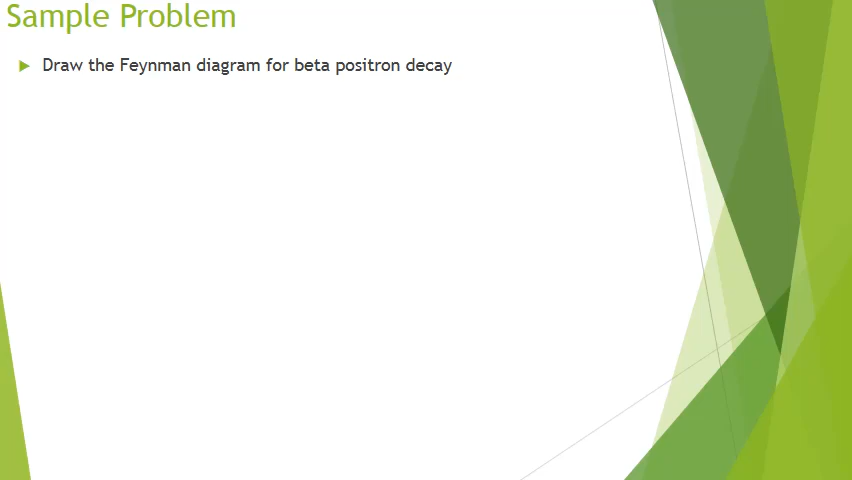 Sample Problem
Draw the Feynman diagram for beta positron decay